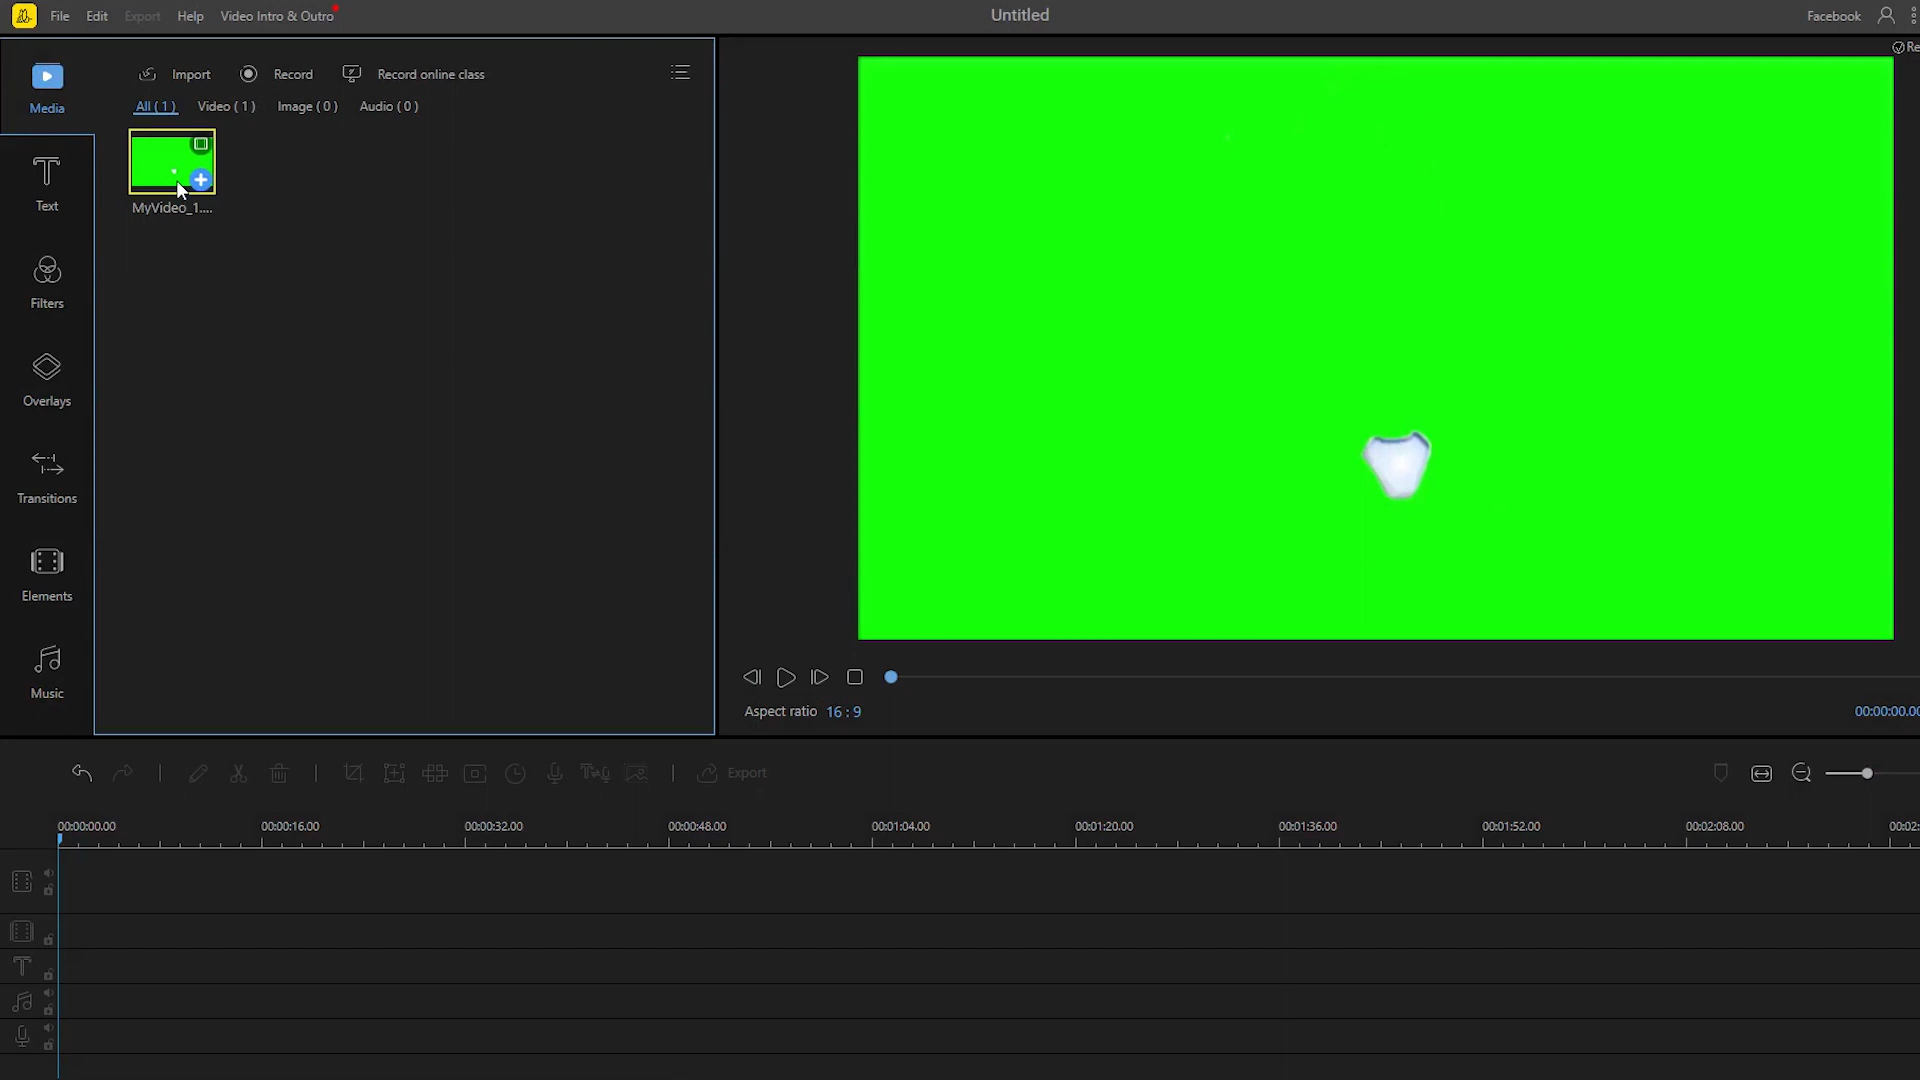 File Edit Export Help Video Intro & Outro Untitled Facebook
Re
Media
Import Record Record online class
All ( 1 ) Video ( 1 ) Image ( 0 ) Audio ( 0 )
MyVideo_1....
Text
Filters
Overlays
Transitions
Elements
Music
Aspect ratio 16 : 9 00:00:00.00
Export
00:00:00.00 00:00:16.00 00:00:32.00 00:00:48.00 00:01:04.00 00:01:20.00 00:01:36.00 00:01:52.00 00:02:08.00 00:02: